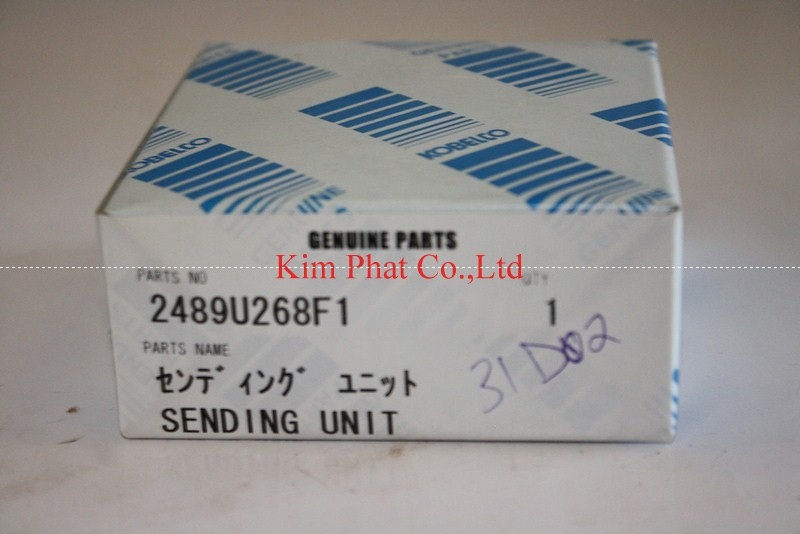 KOBELCO
KOBELCO
GENUINE PARTS
Kim Phat Co.,Ltd
PARTS NO
QTY
2489U268F1
1
PARTS NAME
センディング ユニット
31D02
SENDING UNIT